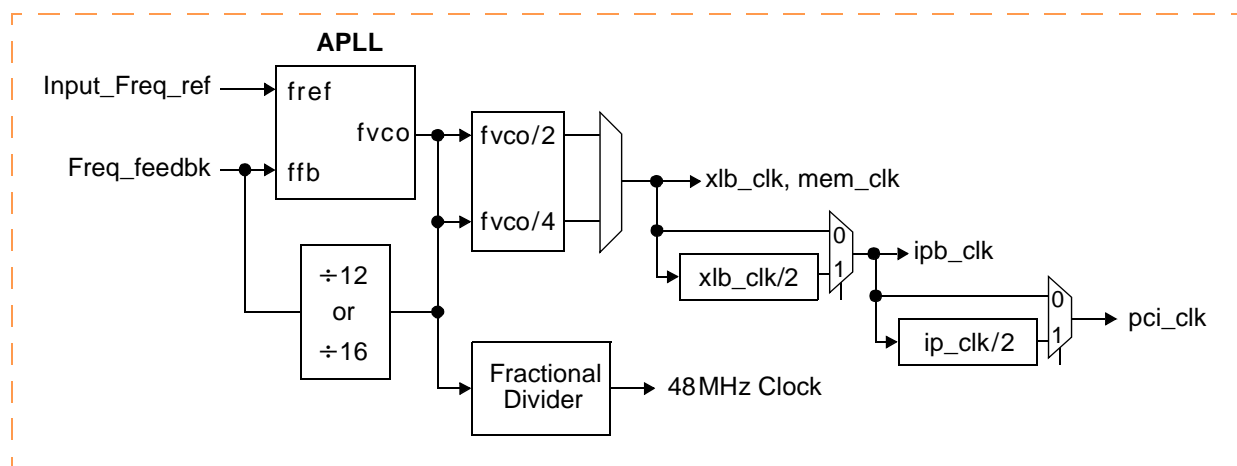 APLL
Input_Freq_ref
fref
fvco
Freq_feedbk
ffb
fvco/2
fvco/4
xlb_clk, mem_clk
0
1
xlb_clk/2
ipb_clk
0
1
ip_clk/2
pci_clk
÷12
or
÷16
Fractional
Divider
48MHz Clock